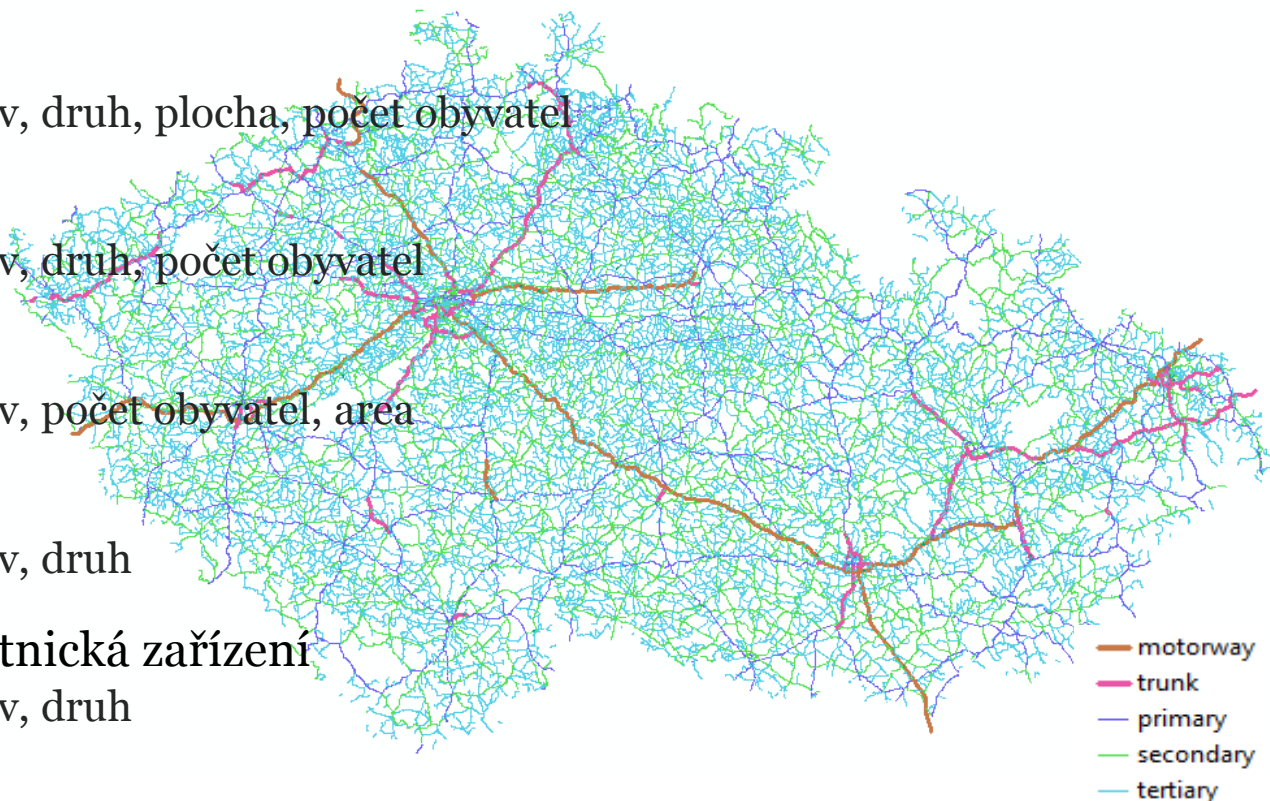 v, druh, plocha, počet obyvatel
v, druh, počet obyvatel
v, počet obyvatel, area
v, druh
tnická zařízení
v, druh
motorway
trunk
primary
secondary
tertiary